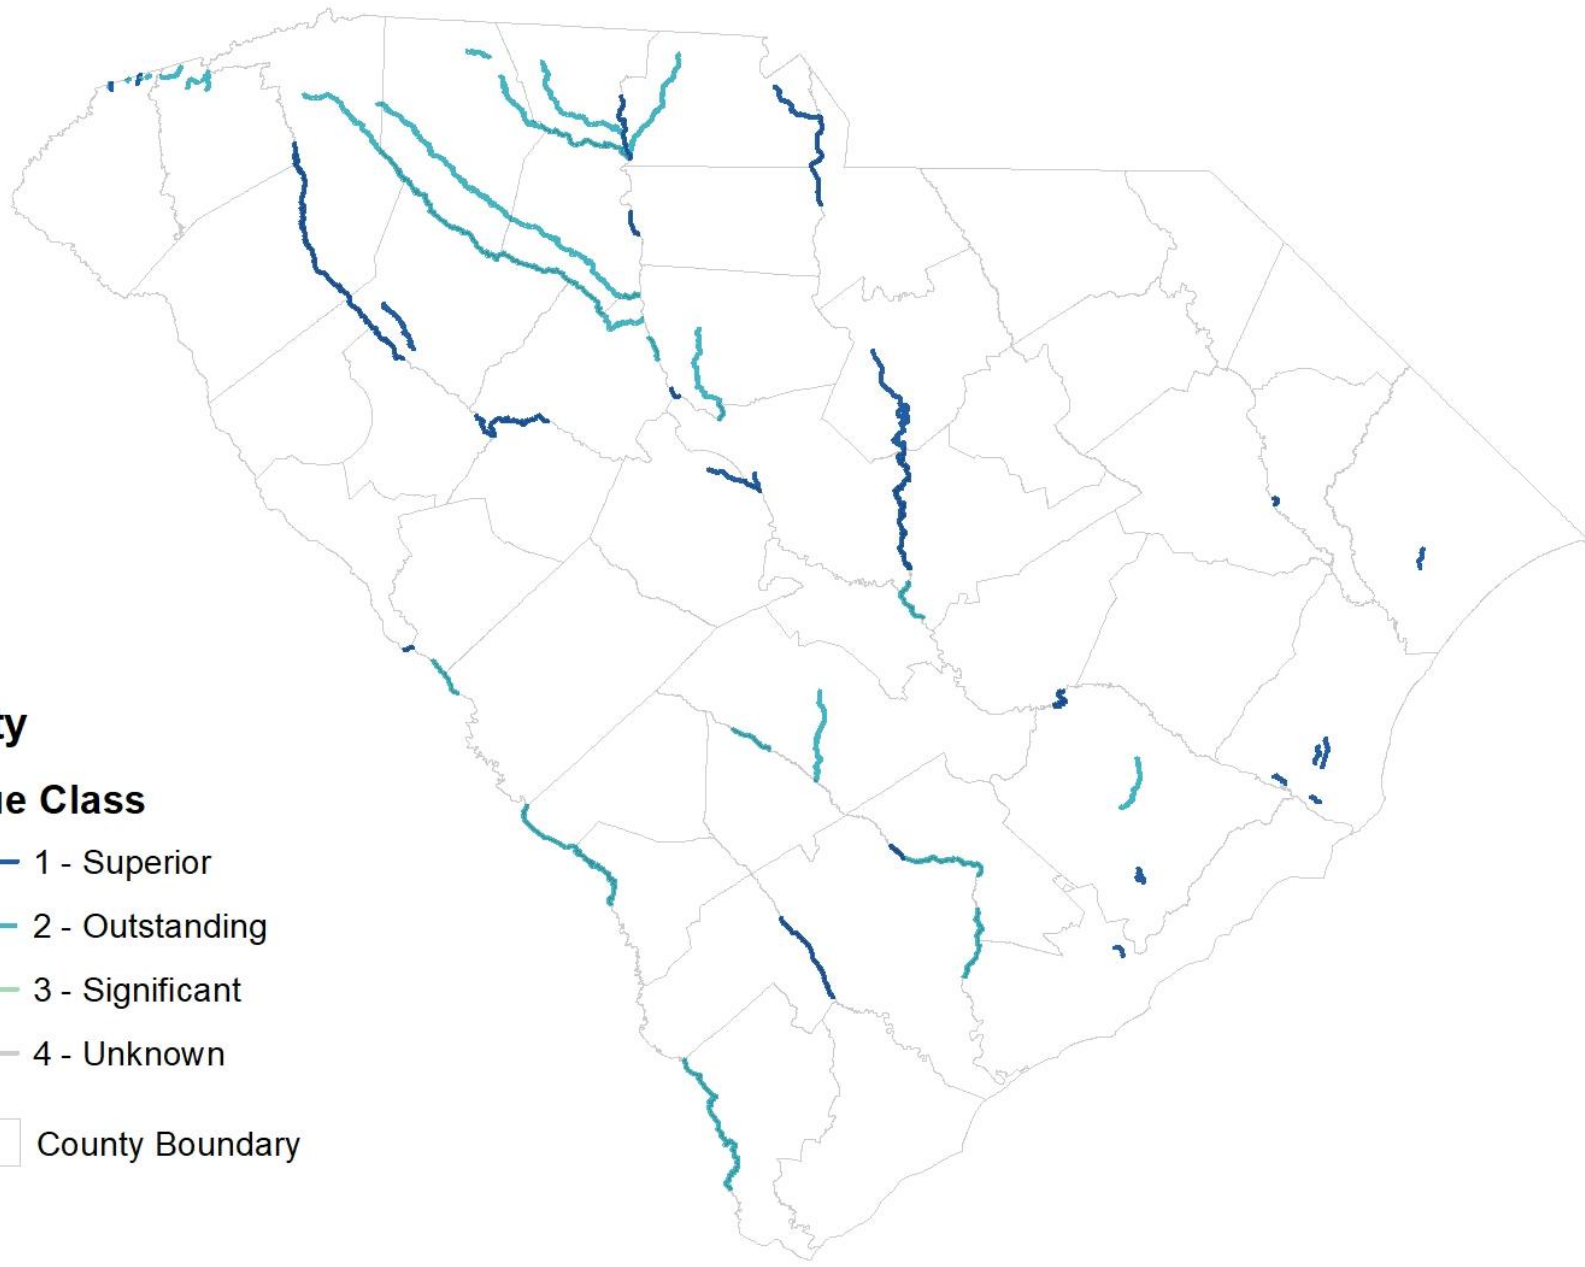 ty
ue Class
1 - Superior
2 - Outstanding
3 - Significant
4 - Unknown
County Boundary